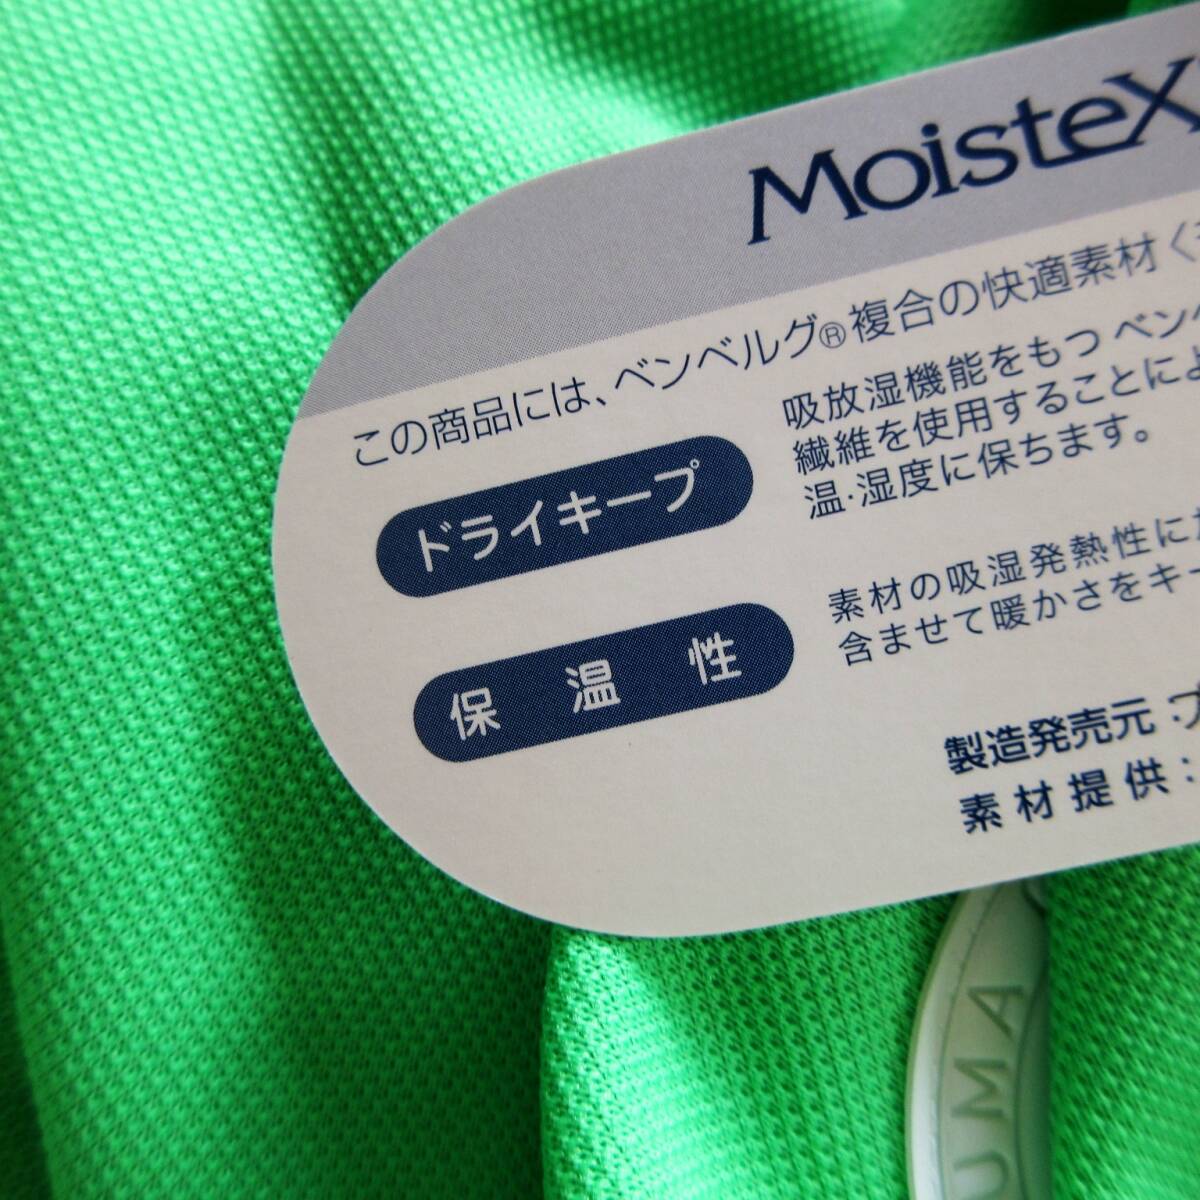 Moistex
この商品には、ベンベルグ®複合の快適素材〈
ドライキープ
吸放湿機能をもつ ベン
繊維を使用することによ
温・湿度に保ちます。
保温性
素材の吸湿発熱性に
含ませて暖かさをキー
製造発売元：
素材提供：
UMA